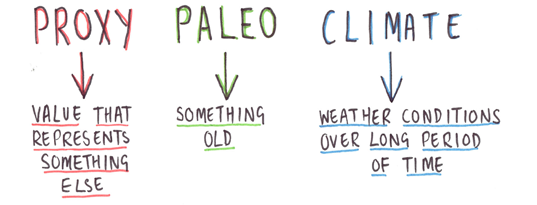 PROXY PALEO CLIMATE
VALUE THAT
REPRESENTS
SOMETHING
ELSE
SOMETHING
OLD
WEATHER CONDITIONS
OVER LONG PERIOD
OF TIME